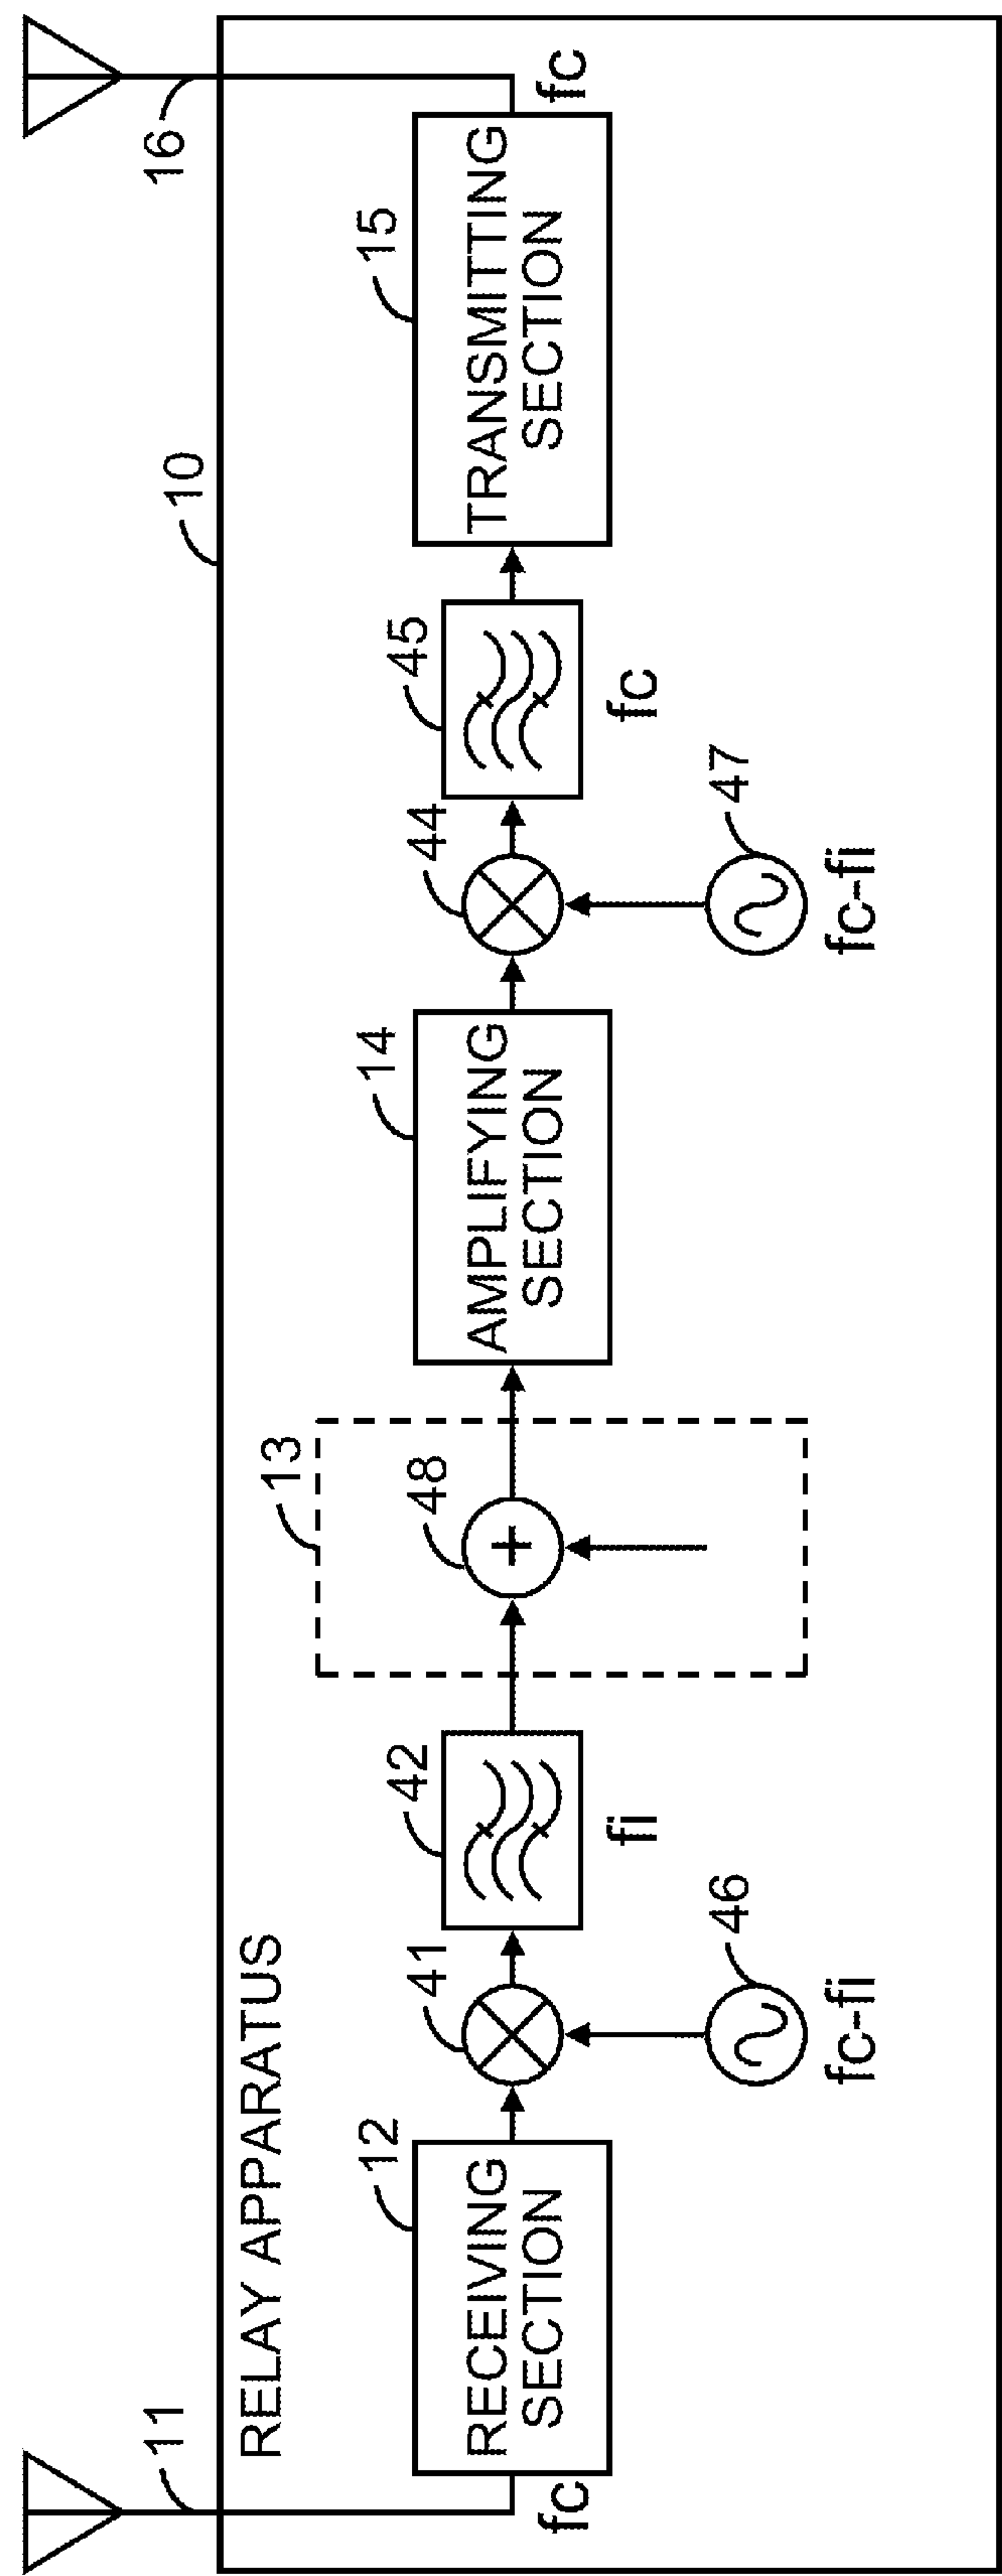 RELAY APPARATUS
10
11
16
12
RECEIVING
SECTION
fc
41
46
fc-fi
42
fi
13
48
14
AMPLIFYING
SECTION
44
47
fc-fi
45
fc
15
TRANSMITTING
SECTION
fc